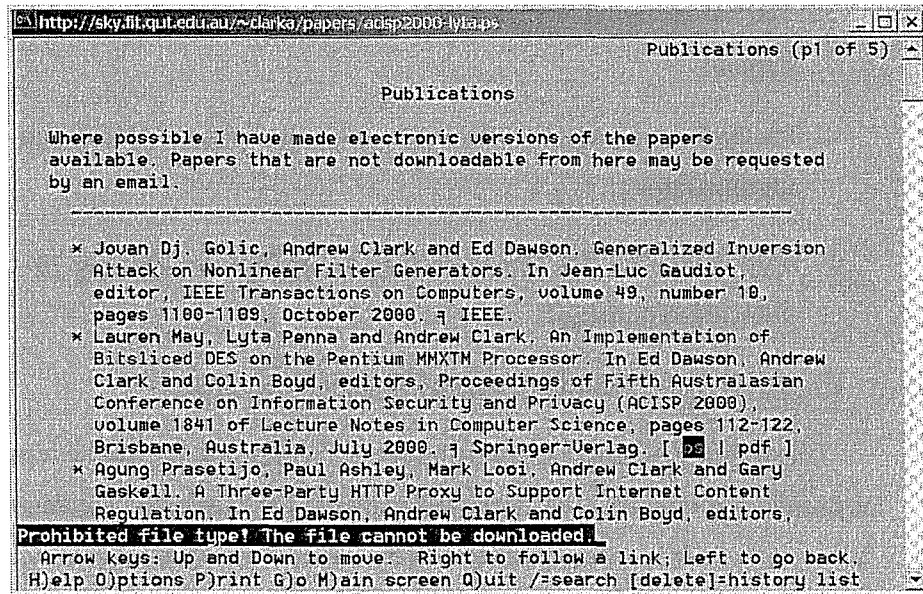 http://sky.fit.qut.edu.au/~clarka/papers/acisp2000-lyta.ps
Publications (p1 of 5)
Publications
Where possible I have made electronic versions of the papers
available. Papers that are not downloadable from here may be requested
by an email.
* Jovan Dj. Golic, Andrew Clark and Ed Dawson. Generalized Inversion
Attack on Nonlinear Filter Generators. In Jean-Luc Gaudiot,
editor, IEEE Transactions on Computers, volume 49, number 10,
pages 1100-1109, October 2000. ╕ IEEE.
* Lauren May, Lyta Penna and Andrew Clark. An Implementation of
Bitsliced DES on the Pentium MMXTM Processor. In Ed Dawson, Andrew
Clark and Colin Boyd, editors, Proceedings of Fifth Australasian
Conference on Information Security and Privacy (ACISP 2000),
volume 1841 of Lecture Notes in Computer Science, pages 112-122,
Brisbane, Australia, July 2000. ╕ Springer-Verlag. [ ps | pdf ]
* Agung Prasetijo, Paul Ashley, Mark Looi, Andrew Clark and Gary
Gaskell. A Three-Party HTTP Proxy to Support Internet Content
Regulation. In Ed Dawson, Andrew Clark and Colin Boyd, editors,
Prohibited file type! The file cannot be downloaded.
Arrow keys: Up and Down to move. Right to follow a link; Left to go back.
H)elp O)ptions P)rint G)o M)ain screen Q)uit /=search [delete]=history list